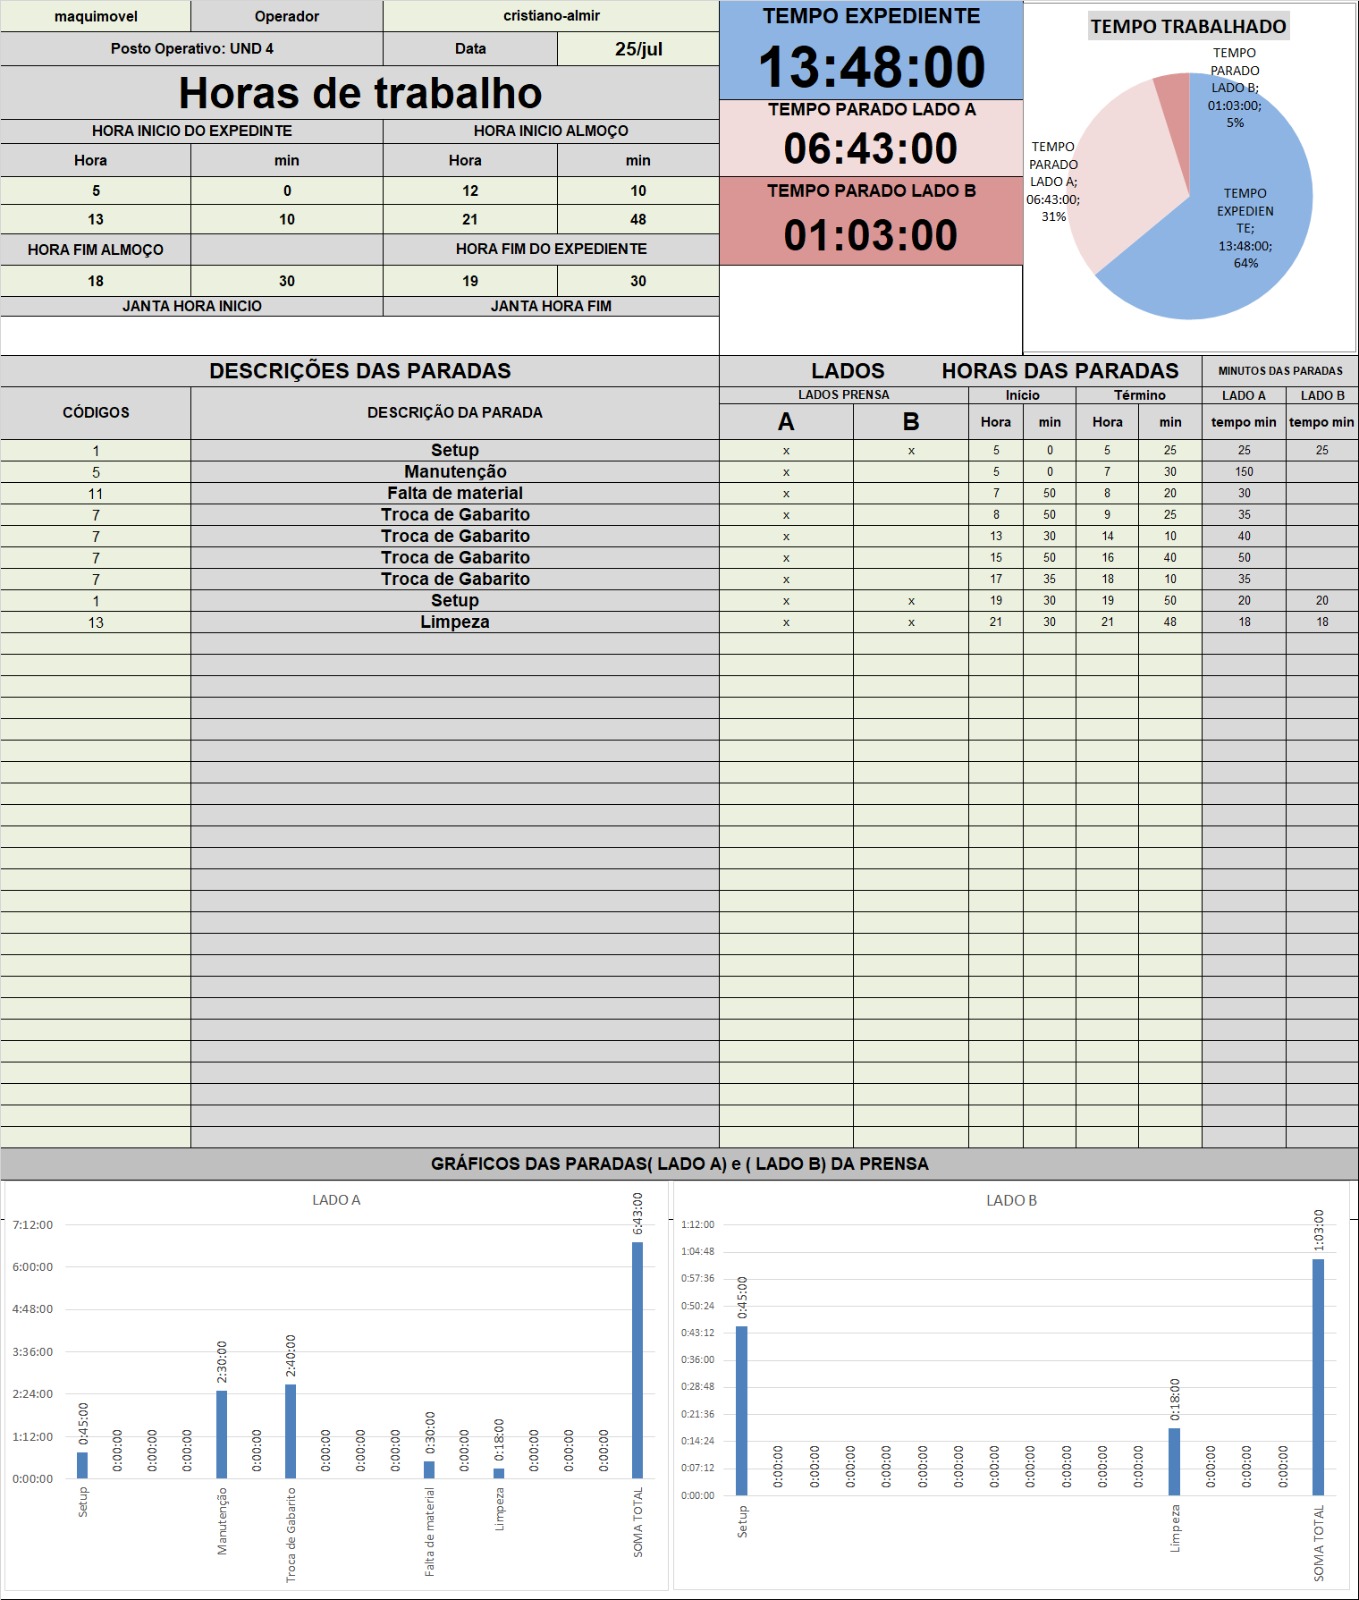 maquimovel Operador cristiano-almir
Posto Operativo: UND 4 Data 25/jul
Horas de trabalho
HORA INICIO DO EXPEDINTE HORA INICIO ALMOÇO
Hora min Hora min
5 0 12 10
13 10 21 48
HORA FIM ALMOÇO HORA FIM DO EXPEDIENTE
18 30 19 30
JANTA HORA INICIO JANTA HORA FIM
TEMPO EXPEDIENTE
13:48:00
TEMPO PARADO LADO A
06:43:00
TEMPO PARADO LADO B
01:03:00
TEMPO TRABALHADO
TEMPO
PARADO
LADO B;
01:03:00;
5%
TEMPO
PARADO
LADO A;
06:43:00;
31%
TEMPO
EXPEDIEN
TE;
13:48:00;
64%
DESCRIÇÕES DAS PARADAS LADOS HORAS DAS PARADAS MINUTOS DAS PARADAS
CÓDIGOS DESCRIÇÃO DA PARADA LADOS PRENSA Início Término LADO A LADO B
A B Hora min Hora min tempo min tempo min
1 Setup x x 5 0 5 25 25 25
5 Manutenção x 5 0 7 30 150
11 Falta de material x 7 50 8 20 30
7 Troca de Gabarito x 8 50 9 25 35
7 Troca de Gabarito x 13 30 14 10 40
7 Troca de Gabarito x 15 50 16 40 50
7 Troca de Gabarito x 17 35 18 10 35
1 Setup x x 19 30 19 50 20 20
13 Limpeza x x 21 30 21 48 18 18
GRÁFICOS DAS PARADAS( LADO A) e ( LADO B) DA PRENSA
LADO A
7:12:00
6:00:00
4:48:00
3:36:00
2:24:00
1:12:00
0:00:00
0:45:00
0:00:00
0:00:00
0:00:00
2:30:00
0:00:00
2:40:00
0:00:00
0:00:00
0:00:00
0:30:00
0:00:00
0:18:00
0:00:00
0:00:00
0:00:00
6:43:00
Setup
Manutenção
Troca de Gabarito
Falta de material
Limpeza
SOMA TOTAL
LADO B
1:12:00
1:04:48
0:57:36
0:50:24
0:43:12
0:36:00
0:28:48
0:21:36
0:14:24
0:07:12
0:00:00
0:45:00
0:00:00
0:00:00
0:00:00
0:00:00
0:00:00
0:00:00
0:00:00
0:00:00
0:00:00
0:00:00
0:00:00
0:18:00
0:00:00
0:00:00
0:00:00
1:03:00
Setup
Limpeza
SOMA TOTAL